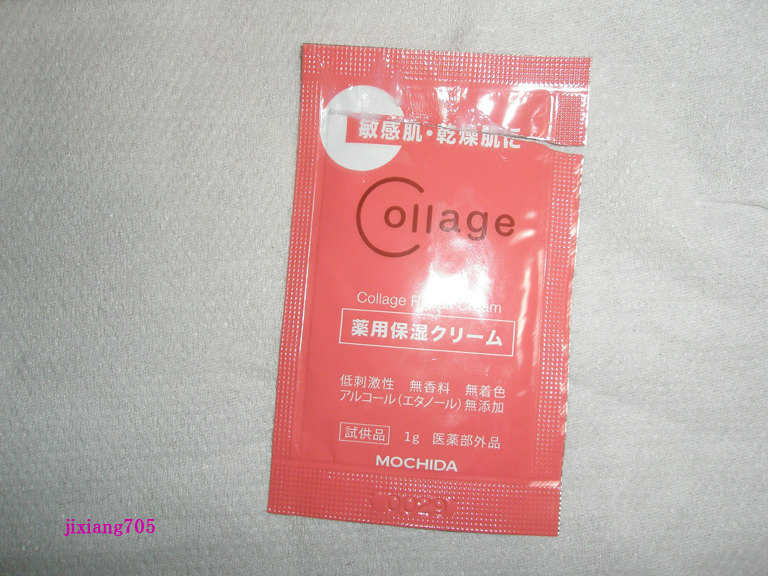 敏感肌・乾燥肌に
Collage
Collage Repair Cream
薬用保湿クリーム
低刺激性 無香料 無着色
アルコール(エタノール)無添加
試供品 1g 医薬部外品
MOCHIDA
jixiang705